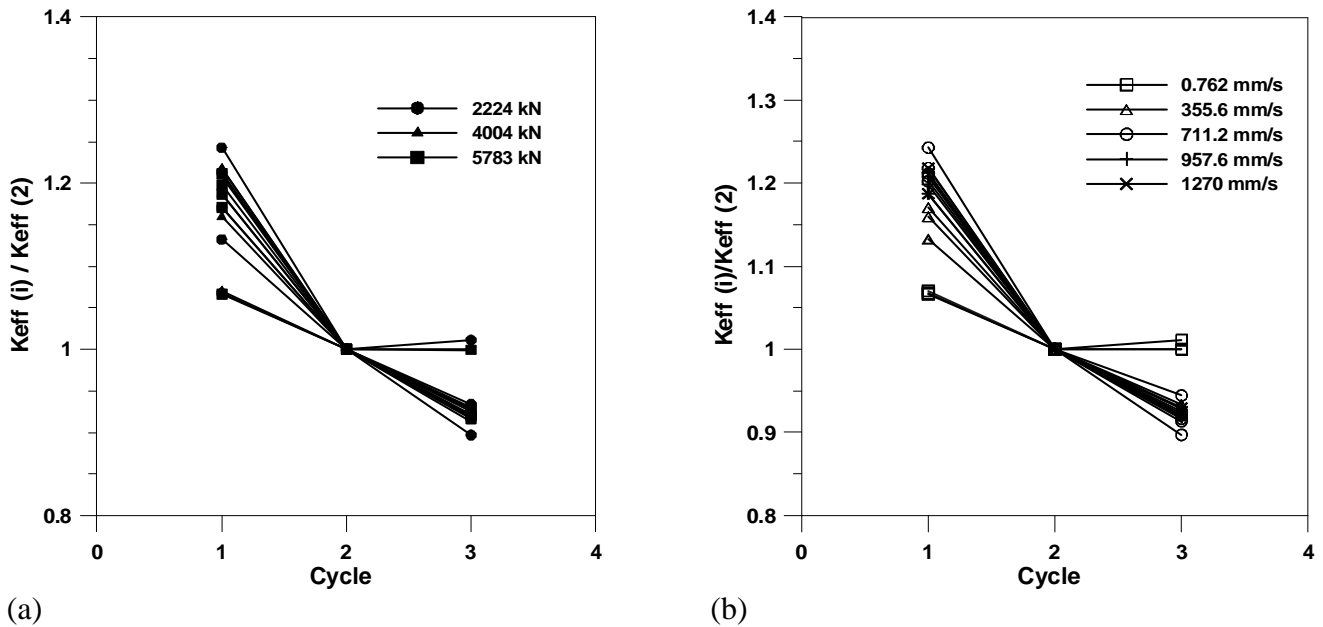 1.4
1.2
1
0.8
0
1
2
3
4
Keff (i) / Keff (2)
Cycle
2224 kN
4004 kN
5783 kN
(a)
1.4
1.3
1.2
1.1
1
0.9
0.8
0
1
2
3
4
Keff (i)/Keff (2)
Cycle
0.762 mm/s
355.6 mm/s
711.2 mm/s
957.6 mm/s
1270 mm/s
(b)